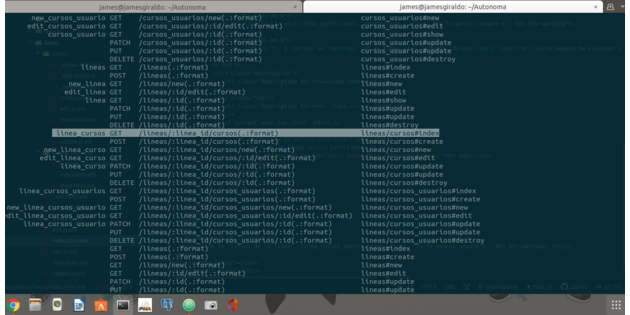 james@jamesgiraldo: ~/Autonoma × james@jamesgiraldo: ~/Autonoma ×
new_cursos_usuario GET /cursos_usuarios/new(.:format) cursos_usuarios#new
edit_cursos_usuario GET /cursos_usuarios/:id/edit(.:format) cursos_usuarios#edit
cursos_usuario GET /cursos_usuarios/:id(.:format) cursos_usuarios#show
PATCH /cursos_usuarios/:id(.:format) cursos_usuarios#update
PUT /cursos_usuarios/:id(.:format) cursos_usuarios#update
DELETE /cursos_usuarios/:id(.:format) cursos_usuarios#destroy
lineas GET /lineas(.:format) lineas#index
POST /lineas(.:format) lineas#create
new_linea GET /lineas/new(.:format) lineas#new
edit_linea GET /lineas/:id/edit(.:format) lineas#edit
linea GET /lineas/:id(.:format) lineas#show
PATCH /lineas/:id(.:format) lineas#update
PUT /lineas/:id(.:format) lineas#update
DELETE /lineas/:id(.:format) lineas#destroy
linea_cursos GET /lineas/:linea_id/cursos(.:format) lineas/cursos#index
POST /lineas/:linea_id/cursos(.:format) lineas/cursos#create
new_linea_curso GET /lineas/:linea_id/cursos/new(.:format) lineas/cursos#new
edit_linea_curso GET /lineas/:linea_id/cursos/:id/edit(.:format) lineas/cursos#edit
linea_curso PATCH /lineas/:linea_id/cursos/:id(.:format) lineas/cursos#update
PUT /lineas/:linea_id/cursos/:id(.:format) lineas/cursos#update
DELETE /lineas/:linea_id/cursos/:id(.:format) lineas/cursos#destroy
linea_cursos_usuarios GET /lineas/:linea_id/cursos_usuarios(.:format) lineas/cursos_usuarios#index
POST /lineas/:linea_id/cursos_usuarios(.:format) lineas/cursos_usuarios#create
new_linea_cursos_usuario GET /lineas/:linea_id/cursos_usuarios/new(.:format) lineas/cursos_usuarios#new
edit_linea_cursos_usuario GET /lineas/:linea_id/cursos_usuarios/:id/edit(.:format) lineas/cursos_usuarios#edit
linea_cursos_usuario PATCH /lineas/:linea_id/cursos_usuarios/:id(.:format) lineas/cursos_usuarios#update
PUT /lineas/:linea_id/cursos_usuarios/:id(.:format) lineas/cursos_usuarios#update
DELETE /lineas/:linea_id/cursos_usuarios/:id(.:format) lineas/cursos_usuarios#destroy
GET /lineas(.:format) lineas#index
POST /lineas(.:format) lineas#create
GET /lineas/new(.:format) lineas#new
GET /lineas/:id/edit(.:format) lineas#edit
PATCH /lineas/:id(.:format) lineas#update
PUT /lineas/:id(.:format) lineas#update